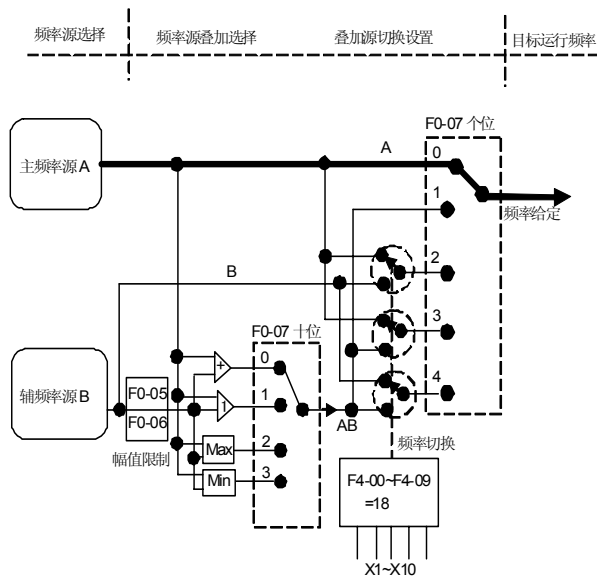 频率源选择
频率源叠加选择
叠加源切换设置
目标运行频率
F0-07 个位
主频率源 A
A
0
1
频率给定
B
2
F0-07 十位
3
辅频率源 B
F0-05
F0-06
+
0
4
1
1
AB
幅值限制
Max
2
频率切换
Min
3
F4-00~F4-09
=18
X1~X10